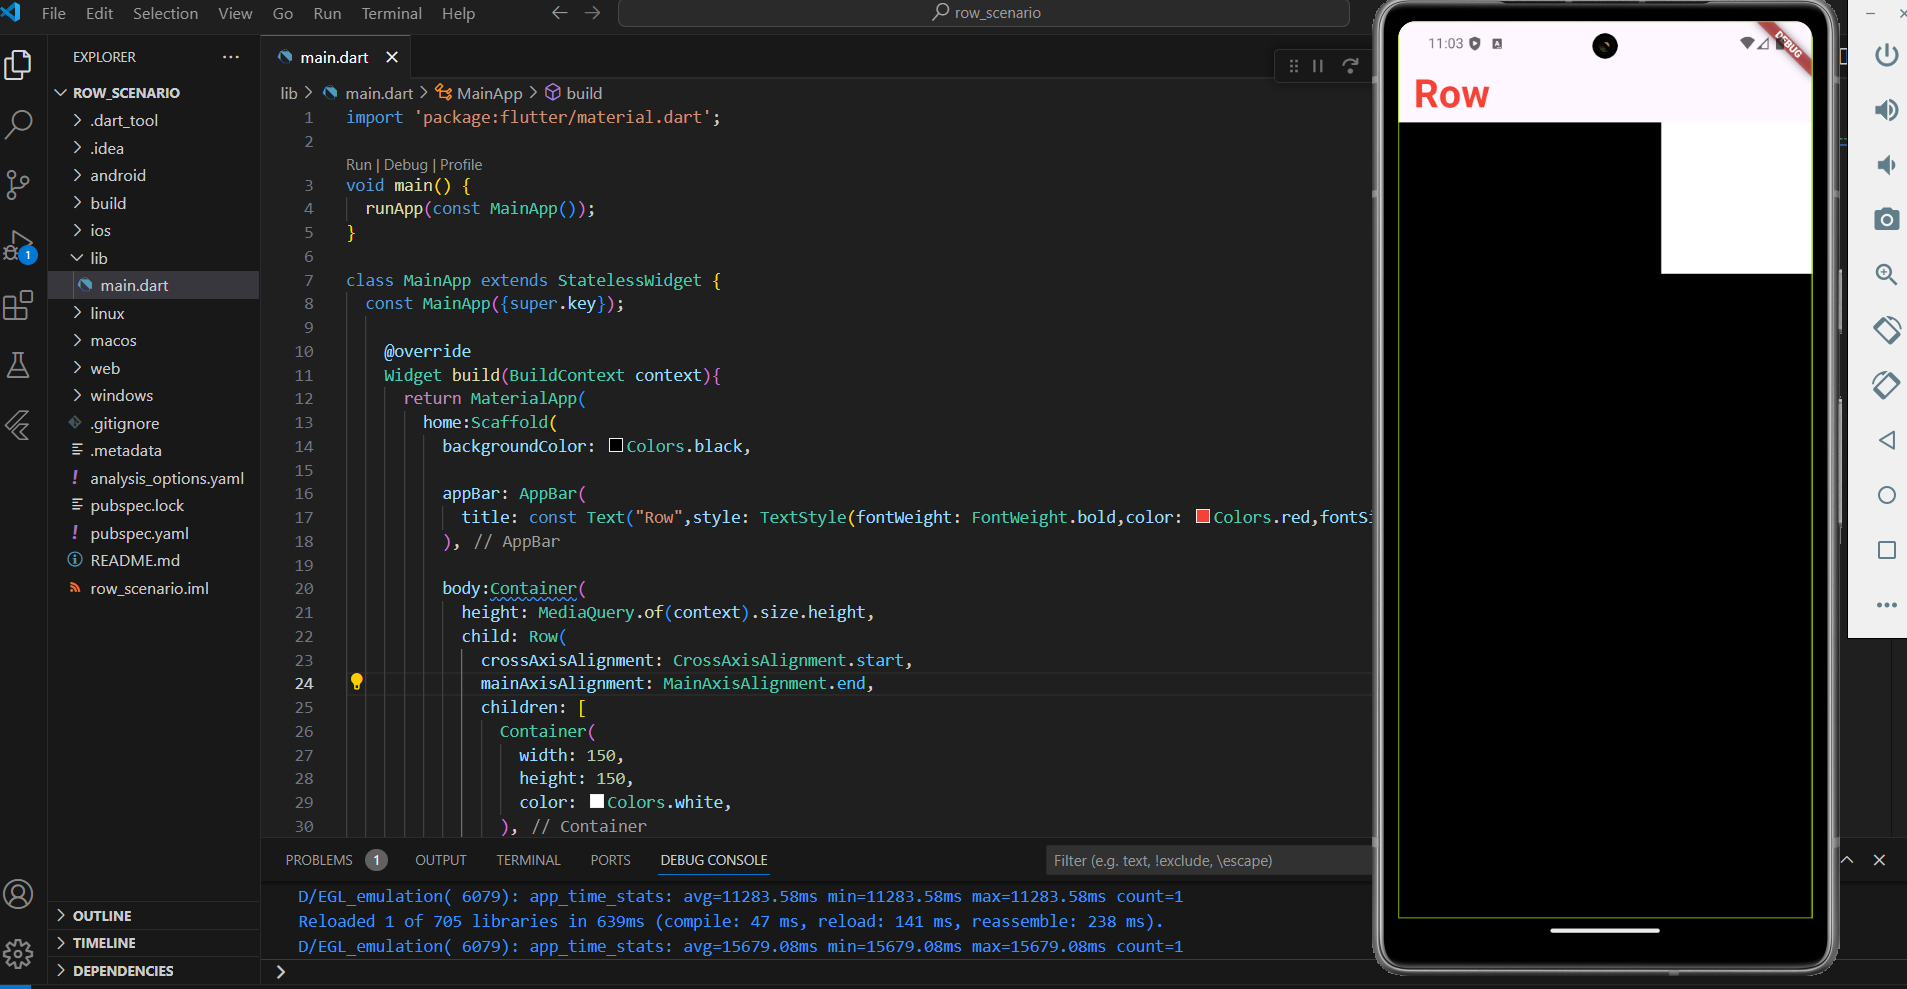 File Edit Selection View Go Run Terminal Help
row_scenario
EXPLORER
ROW_SCENARIO
.dart_tool
.idea
android
build
ios
lib
main.dart
linux
macos
web
windows
.gitignore
.metadata
analysis_options.yaml
pubspec.lock
pubspec.yaml
README.md
row_scenario.iml
OUTLINE
TIMELINE
DEPENDENCIES
1
main.dart
lib > main.dart > MainApp > build
1 import 'package:flutter/material.dart';
2
Run | Debug | Profile
3 void main() {
4 runApp(const MainApp());
5 }
6
7 class MainApp extends StatelessWidget {
8 const MainApp({super.key});
9
10 @override
11 Widget build(BuildContext context){
12 return MaterialApp(
13 home:Scaffold(
14 backgroundColor: Colors.black,
15
16 appBar: AppBar(
17 title: const Text("Row",style: TextStyle(fontWeight: FontWeight.bold,color: Colors.red,fontSi
18 ), // AppBar
19
20 body:Container(
21 height: MediaQuery.of(context).size.height,
22 child: Row(
23 crossAxisAlignment: CrossAxisAlignment.start,
24 mainAxisAlignment: MainAxisAlignment.end,
25 children: [
26 Container(
27 width: 150,
28 height: 150,
29 color: Colors.white,
30 ), // Container
PROBLEMS 1 OUTPUT TERMINAL PORTS DEBUG CONSOLE
Filter (e.g. text, !exclude, \escape)
D/EGL_emulation( 6079): app_time_stats: avg=11283.58ms min=11283.58ms max=11283.58ms count=1
Reloaded 1 of 705 libraries in 639ms (compile: 47 ms, reload: 141 ms, reassemble: 238 ms).
D/EGL_emulation( 6079): app_time_stats: avg=15679.08ms min=15679.08ms max=15679.08ms count=1
11:03
A
DEBUG
Row